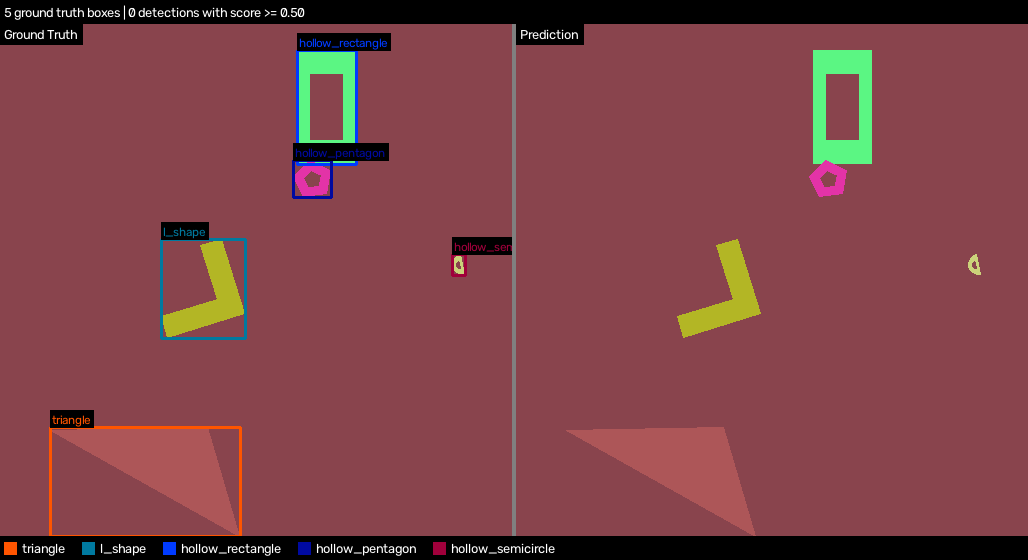 5 ground truth boxes | 0 detections with score >= 0.50
Ground Truth
Prediction
hollow_rectangle
hollow_pentagon
l_shape
hollow_sen
triangle
triangle l_shape hollow_rectangle hollow_pentagon hollow_semicircle